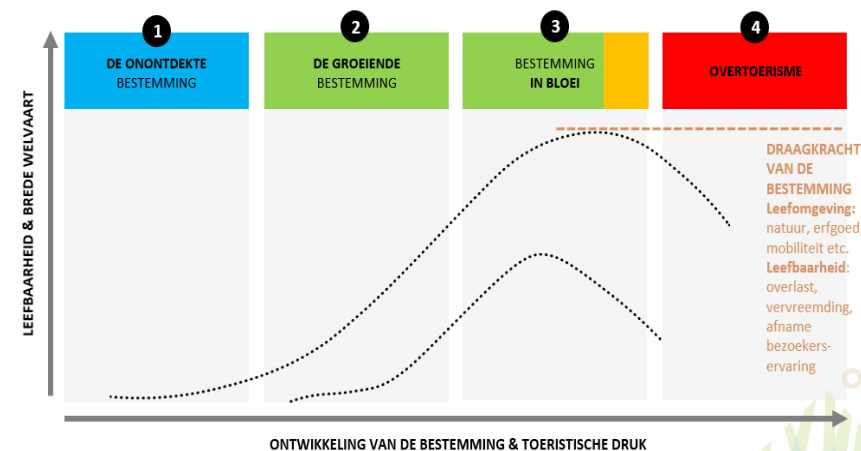 1
2
3
4
DE ONONTDEKTE
BESTEMMING
DE GROEIENDE
BESTEMMING
BESTEMMING
IN BLOEI
OVERTOERISME
LEEFBAARHEID & BREDE WELVAART
DRAAGKRACHT
VAN DE
BESTEMMING
Leefomgeving:
natuur, erfgoed,
mobiliteit etc.
Leefbaarheid:
overlast,
vervreemding,
afname
bezoekers-
ervaring
ONTWIKKELING VAN DE BESTEMMING & TOERISTISCHE DRUK